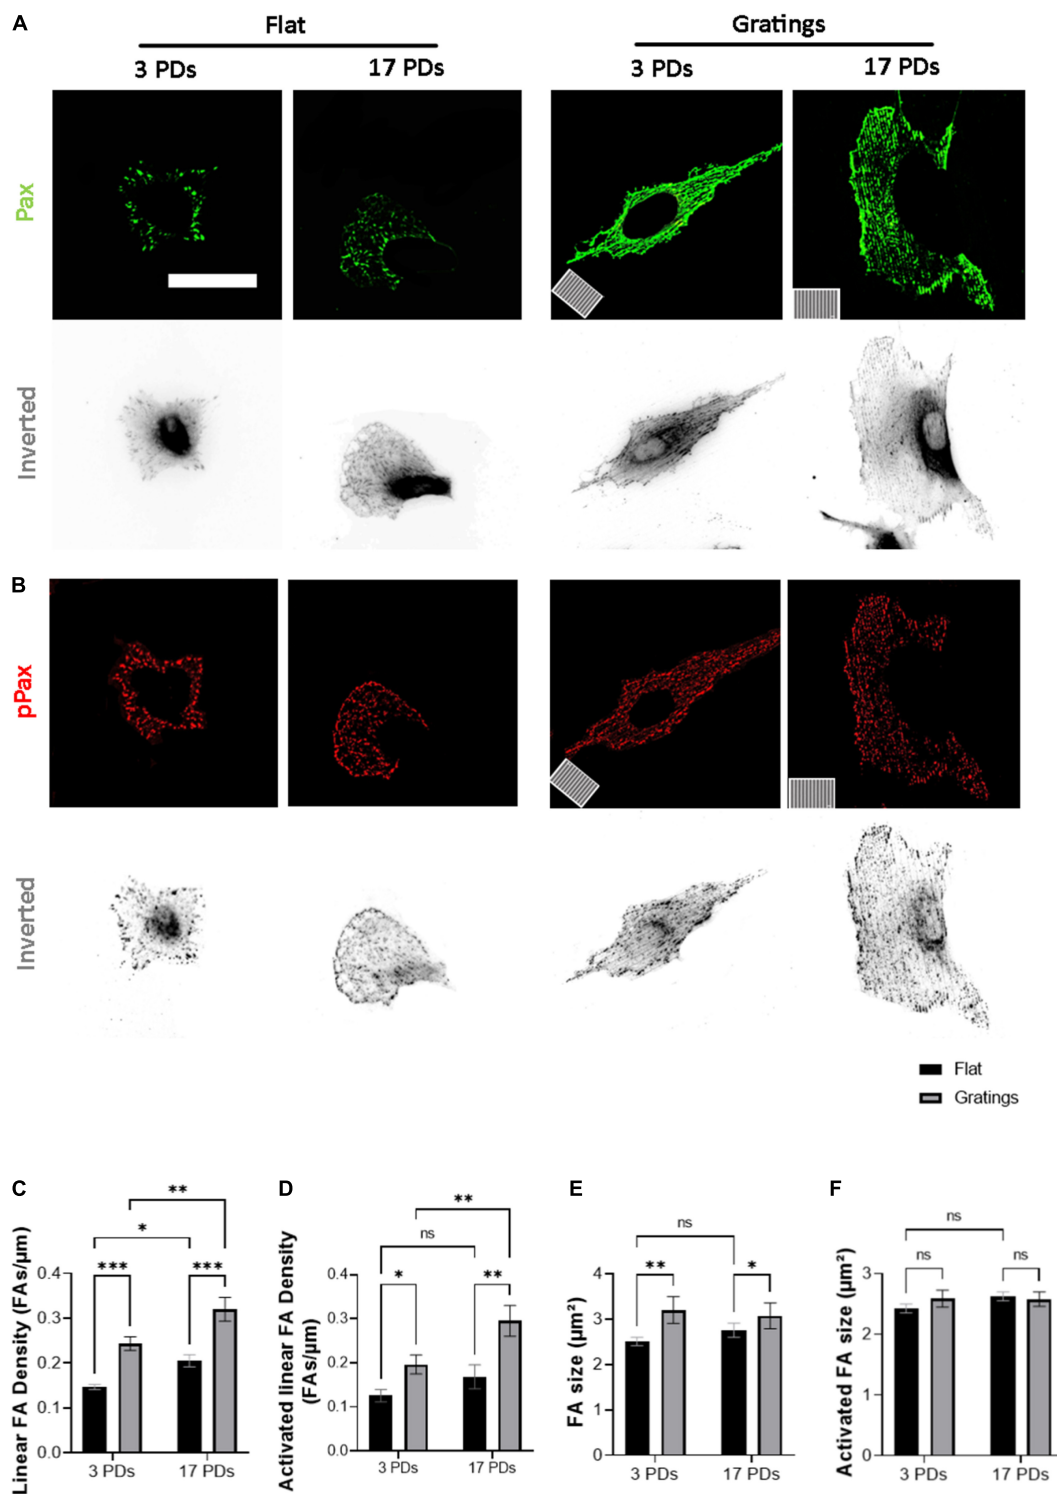 A
Flat
Gratings
3 PDs
17 PDs
3 PDs
17 PDs
Pax
Inverted
B
pPax
Inverted
Flat
Gratings
C
Linear FA Density (FAs/µm)
**
*
***
***
0.4
0.3
0.2
0.1
0.0
3 PDs
17 PDs
D
Activated linear FA Density
(FAs/µm)
**
ns
*
**
0.4
0.3
0.2
0.1
0.0
3 PDs
17 PDs
E
FA size (µm²)
ns
**
*
4
3
2
1
0
3 PDs
17 PDs
F
Activated FA size (µm²)
ns
ns
ns
3
2
1
0
3 PDs
17 PDs